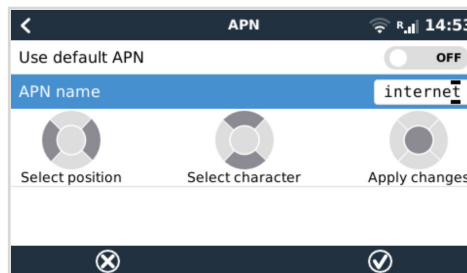 APN R 14:53
Use default APN OFF
APN name internet
Select position Select character Apply changes